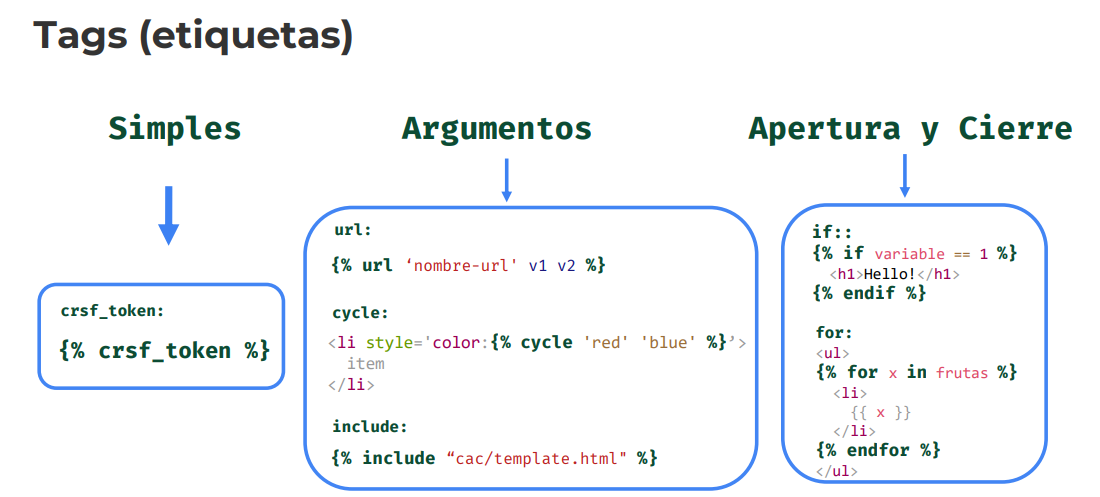 Tags (etiquetas)
Simples
crsf_token:
{% crsf_token %}
Argumentos
url:
{% url ‘nombre-url' v1 v2 %}
cycle:
<li style='color:{% cycle 'red' 'blue' %}’>
item
</li>
include:
{% include “cac/template.html" %}
Apertura y Cierre
if::
{% if variable == 1 %}
<h1>Hello!</h1>
{% endif %}
for:
<ul>
{% for x in frutas %}
<li>
{{ x }}
</li>
{% endfor %}
</ul>